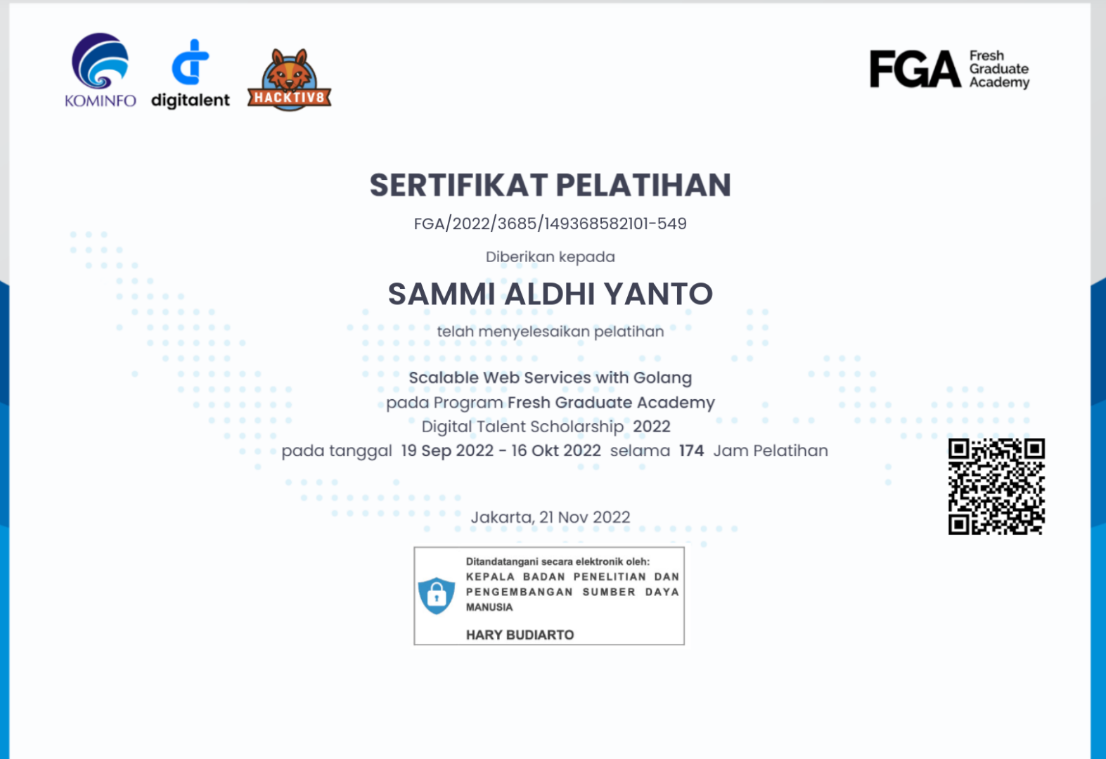 KOMINFO
digitalent
HACKTIV8
FGA
Fresh
Graduate
Academy
SERTIFIKAT PELATIHAN
FGA/2022/3685/149368582101-549
Diberikan kepada
SAMMI ALDHI YANTO
telah menyelesaikan pelatihan
Scalable Web Services with Golang
pada Program Fresh Graduate Academy
Digital Talent Scholarship 2022
pada tanggal 19 Sep 2022 - 16 Okt 2022 selama 174 Jam Pelatihan
Jakarta, 21 Nov 2022
Ditandatangani secara elektronik oleh:
KEPALA BADAN PENELITIAN DAN
PENGEMBANGAN SUMBER DAYA
MANUSIA
HARY BUDIARTO